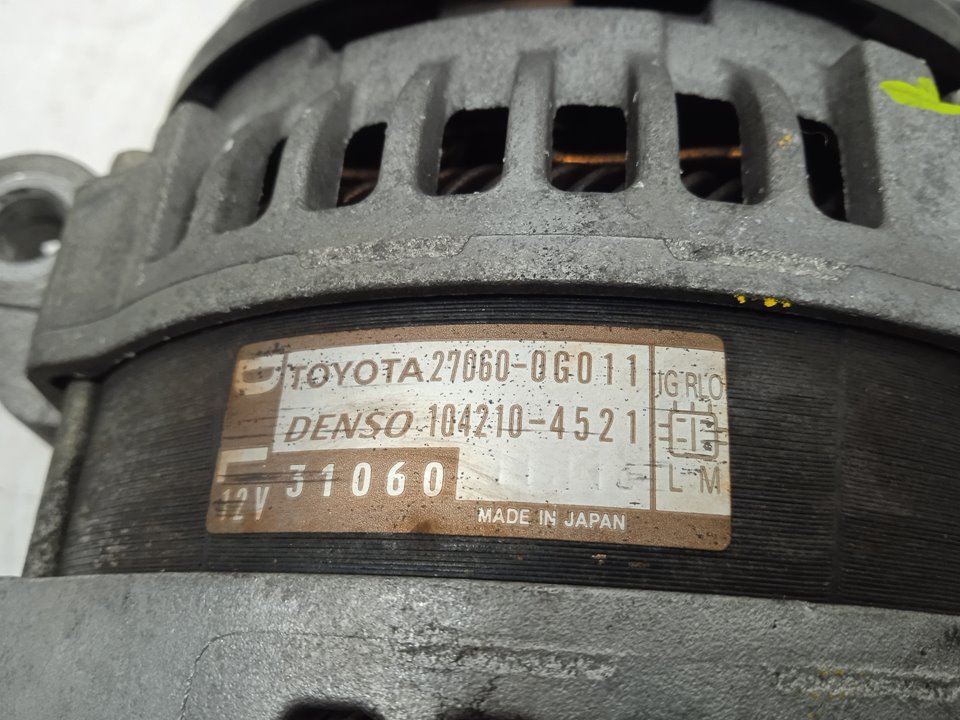 TOYOTA 27060-0G011
DENSO 104210-4521
IG RLO
L M
12V 31060
MADE IN JAPAN